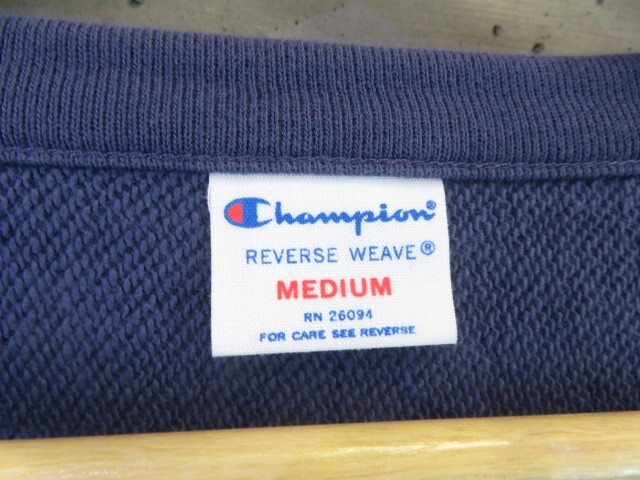 Champion®
REVERSE WEAVE®
MEDIUM
RN 26094
FOR CARE SEE REVERSE